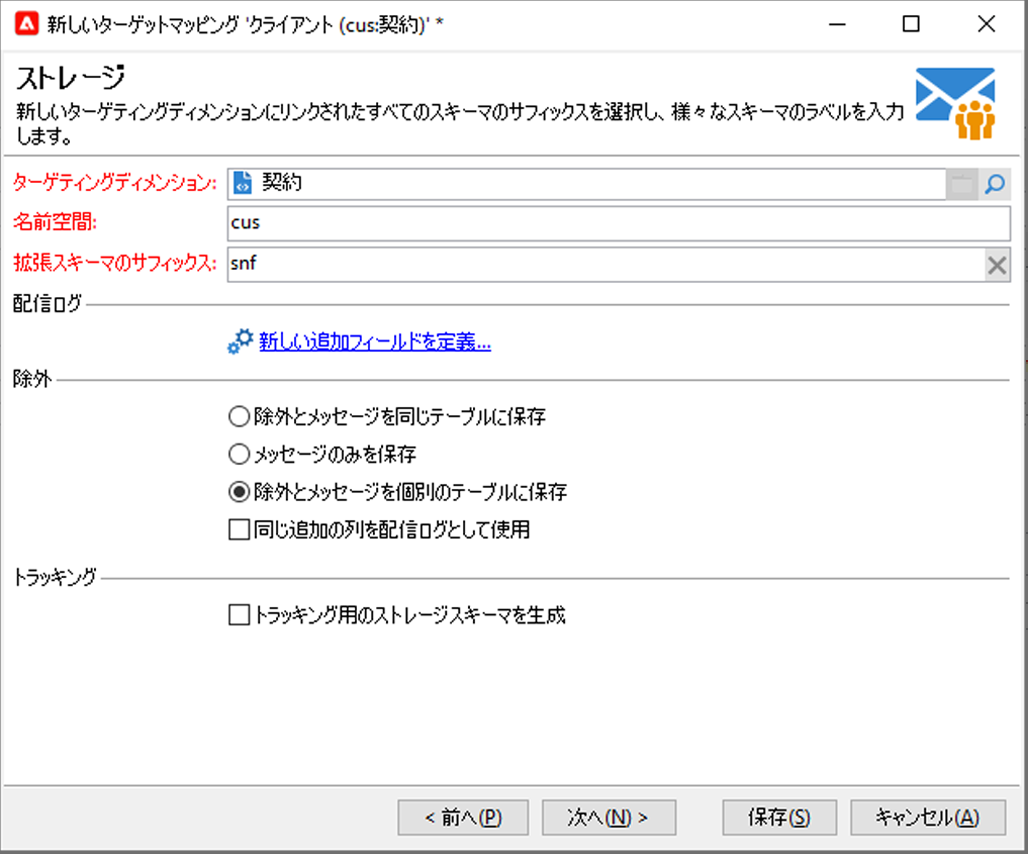 新しいターゲットマッピング 'クライアント (cus:契約)' *
ストレージ
新しいターゲティングディメンションにリンクされたすべてのスキーマのサフィックスを選択し、様々なスキーマのラベルを入力
します。
ターゲティングディメンション: 契約
名前空間: cus
拡張スキーマのサフィックス: snf
配信ログ
新しい追加フィールドを定義...
除外
除外とメッセージを同じテーブルに保存
メッセージのみを保存
除外とメッセージを個別のテーブルに保存
同じ追加の列を配信ログとして使用
トラッキング
トラッキング用のストレージスキーマを生成
< 前へ(P) 次へ(N) > 保存(S) キャンセル(A)